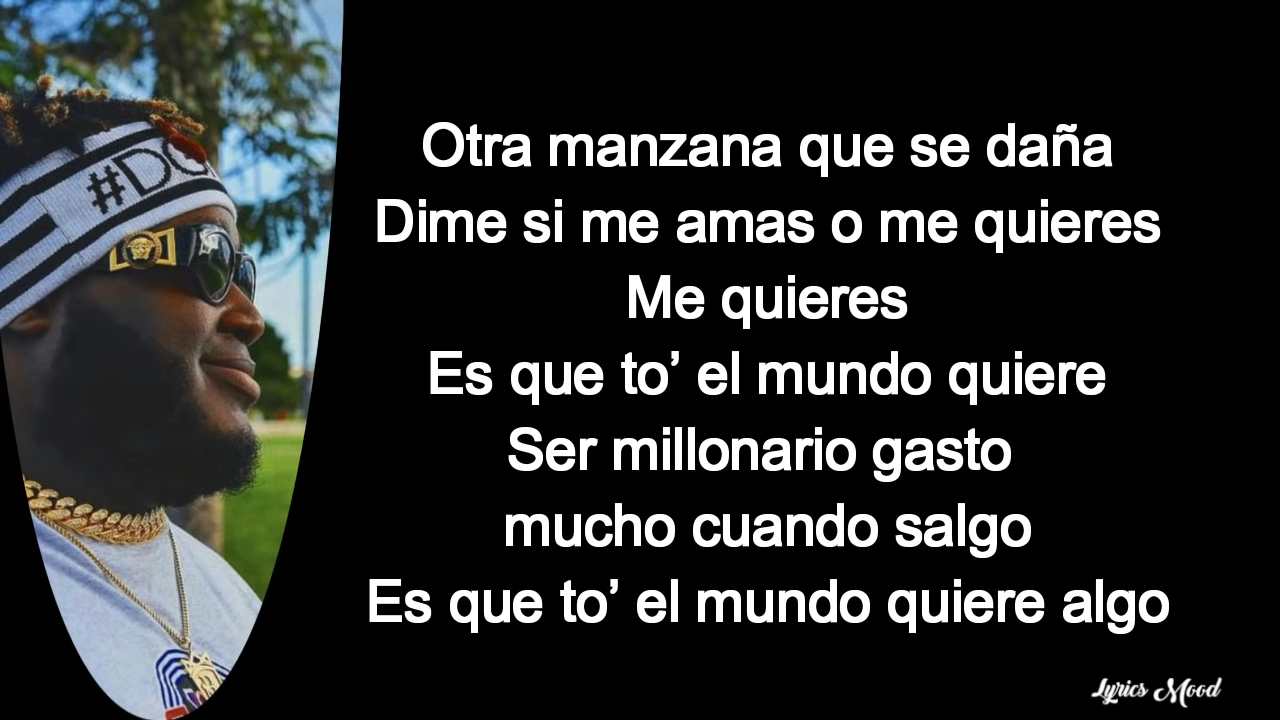 #DO
Otra manzana que se daña
Dime si me amas o me quieres
Me quieres
Es que to’ el mundo quiere
Ser millonario gasto
mucho cuando salgo
Es que to’ el mundo quiere algo
Lyrics Mood